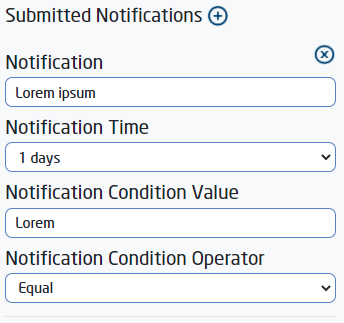 Submitted Notifications
Notification
Lorem ipsum
Notification Time
1 days
Notification Condition Value
Lorem
Notification Condition Operator
Equal